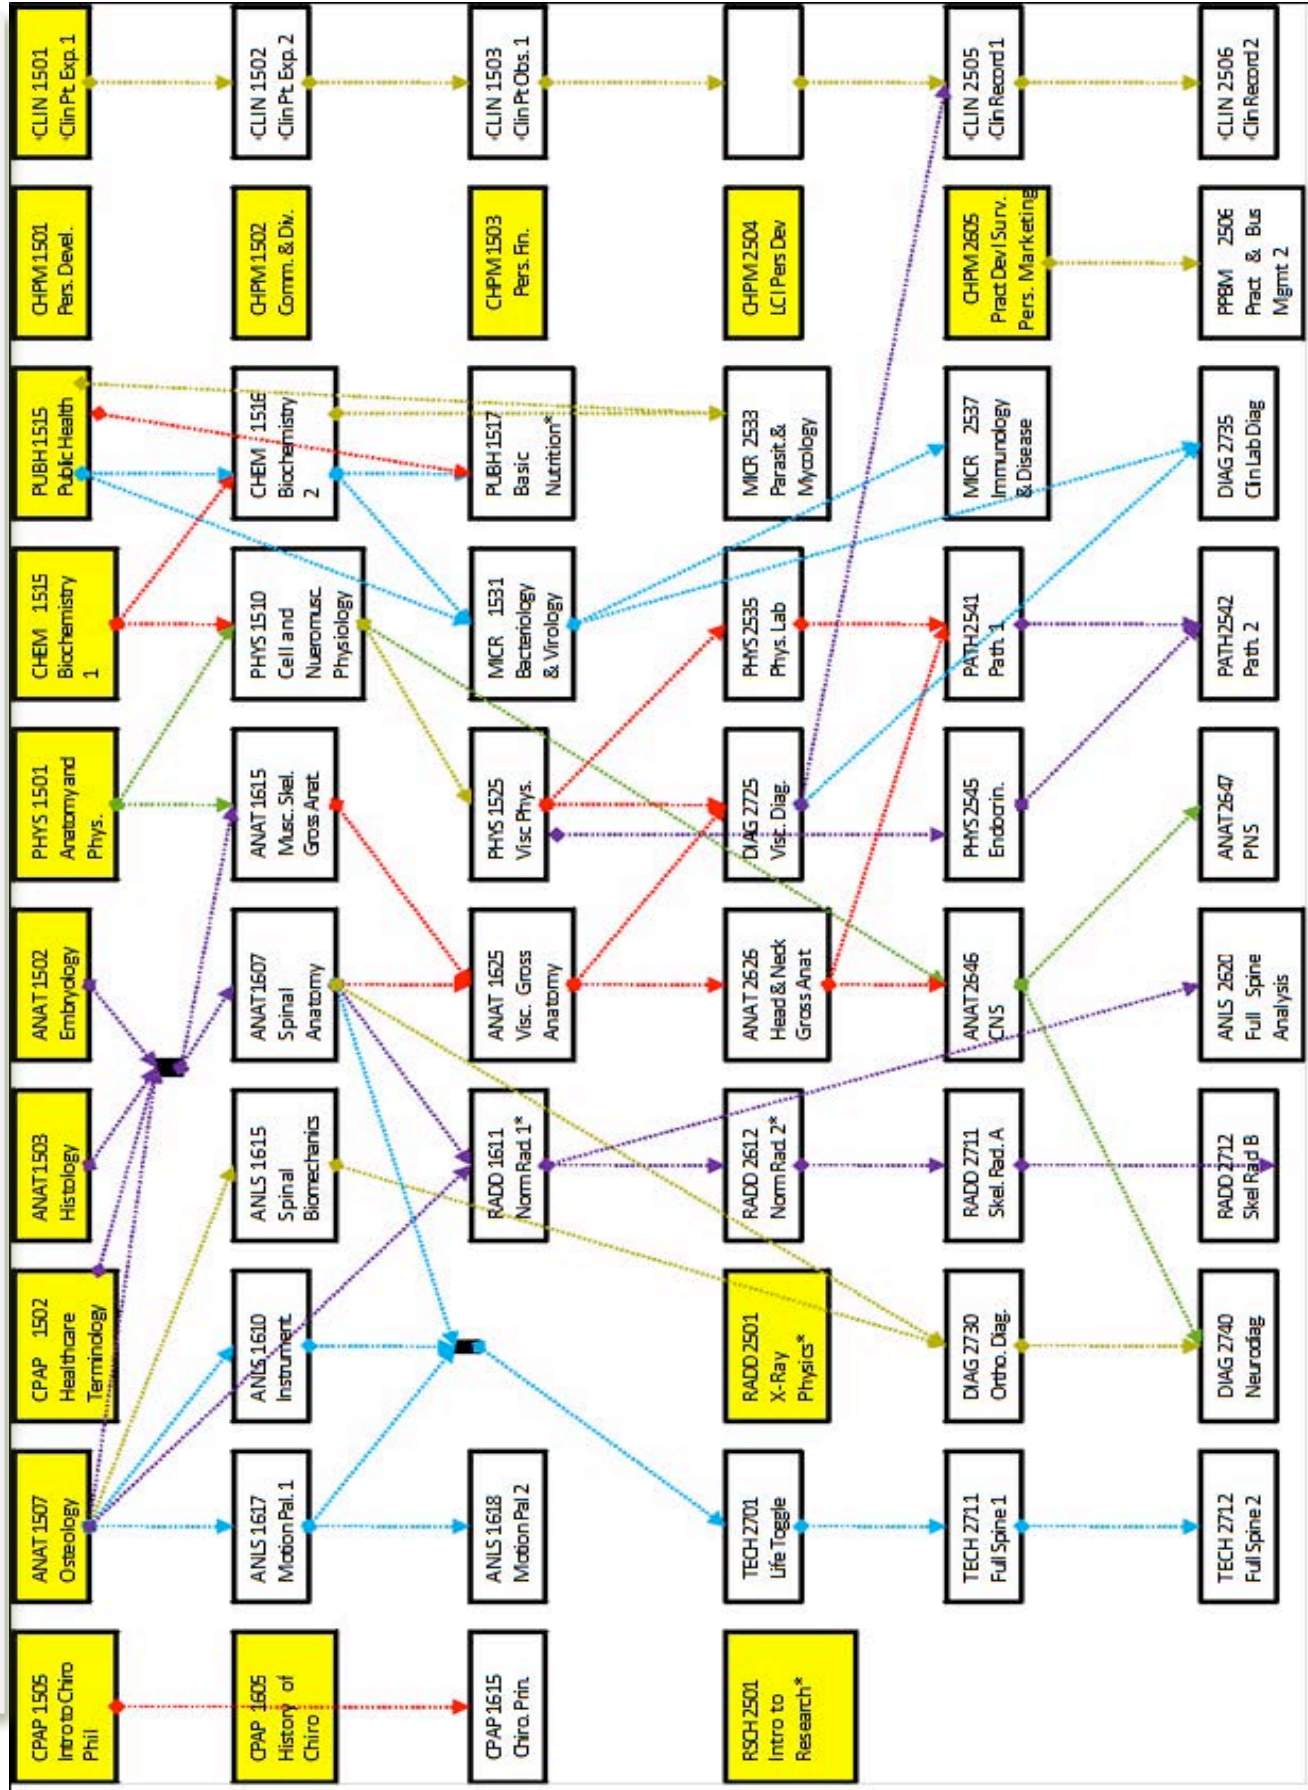 CPAP 1505
Intro to Chiro
Phil
ANAT 1507
Osteology
CPAP 1502
Healthcare
Terminology
ANAT 1503
Histology
ANAT 1502
Embryology
PHYS 1501
Anatomy and
Phys.
CHEM 1515
Biochemistry
1
PUBH 1515
Public Health
CHPM 1501
Pers. Devel.
*CLIN 1501
*Clin Pt. Exp. 1
CPAP 1605
History of
Chiro
ANLS 1617
Motion Pal. 1
ANLS 1610
Instrument.
ANLS 1615
Spinal
Biomechanics
ANAT 1607
Spinal
Anatomy
ANAT 1615
Musc. Skel.
Gross Anat.
PHYS 1510
Cell and
Nueromusc.
Physiology
CHEM 1516
Biochemistry
2
CHPM 1502
Comm. & Div.
*CLIN 1502
*Clin Pt. Exp. 2
CPAP 1615
Chiro. Prin.
ANLS 1618
Motion Pal 2
RADD 1611
Norm Rad. 1*
ANAT 1625
Visc. Gross
Anatomy
PHYS 1525
Visc Phys.
MICR 1531
Bacteriology
& Virology
PUBH 1517
Basic
Nutrition*
CHPM 1503
Pers. Fin.
*CLIN 1503
*Clin Pt Obs. 1
RSCH 2501
Intro to
Research*
TECH 2701
Life Toggle
RADD 2501
X-Ray
Physics*
RADD 2612
Norm Rad. 2*
ANAT 2626
Head & Neck
Gross Anat
DIAG 2725
Visc. Diag.
PHYS 2535
Phys. Lab
MICR 2533
Parasit.&
Mycology
CHPM 2504
LCI Pers Dev
TECH 2711
Full Spine 1
DIAG 2730
Ortho. Diag.
RADD 2711
Skel. Rad. A
ANAT 2646
CNS
PHYS 2545
Endocrin.
PATH 2541
Path. 1
MICR 2537
Immunology
& Disease
CHPM 2605
Pract Dev I Surv.
Pers. Marketing
*CLIN 2505
*Clin Record 1
TECH 2712
Full Spine 2
DIAG 2740
Neurodiag.
RADD 2712
Skel Rad B
ANLS 2620
Full Spine
Analysis
ANAT 2647
PNS
PATH 2542
Path. 2
DIAG 2735
Clin Lab Diag
PPBM 2506
Pract & Bus
Mgmt 2
*CLIN 2506
*Clin Record 2